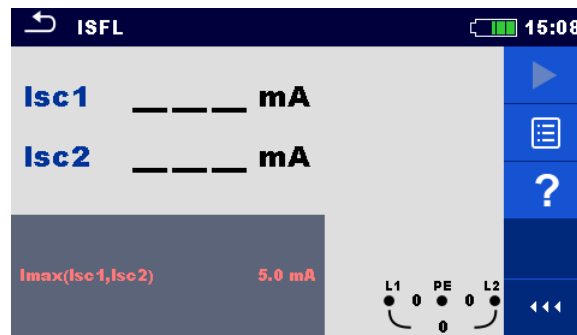 ISFL 15:08
Isc1 ___ mA
Isc2 ___ mA
?
Imax(Isc1,Isc2) 5.0 mA
L1 PE L2
0 0
0